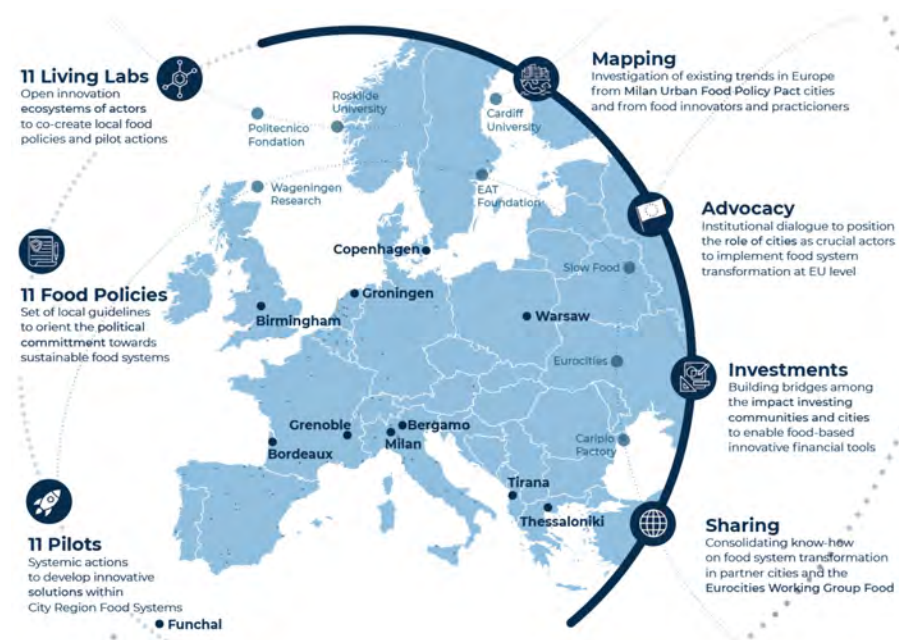 11 Living Labs
Open innovation
ecosystems of actors
to co-create local food
policies and pilot actions
11 Food Policies
Set of local guidelines
to orient the political
committment towards
sustainable food systems
11 Pilots
Systemic actions
to develop innovative
solutions within
City Region Food Systems
Politecnico
Fondation
Roskilde
University
Cardiff
University
Wageningen
Research
EAT
Foundation
Copenhagen
Slow Food
Groningen
Birmingham
Warsaw
Eurocities
Grenoble
Bergamo
Milan
Bordeaux
Cariplo
Factory
Tirana
Thessaloniki
Funchal
Mapping
Investigation of existing trends in Europe
from Milan Urban Food Policy Pact cities
and from food innovators and practicioners
Advocacy
Institutional dialogue to position
the role of cities as crucial actors
to implement food system
transformation at EU level
Investments
Building bridges among
the impact investing
communities and cities
to enable food-based
innovative financial tools
Sharing
Consolidating know-how
on food system transformation
in partner cities and the
Eurocities Working Group Food